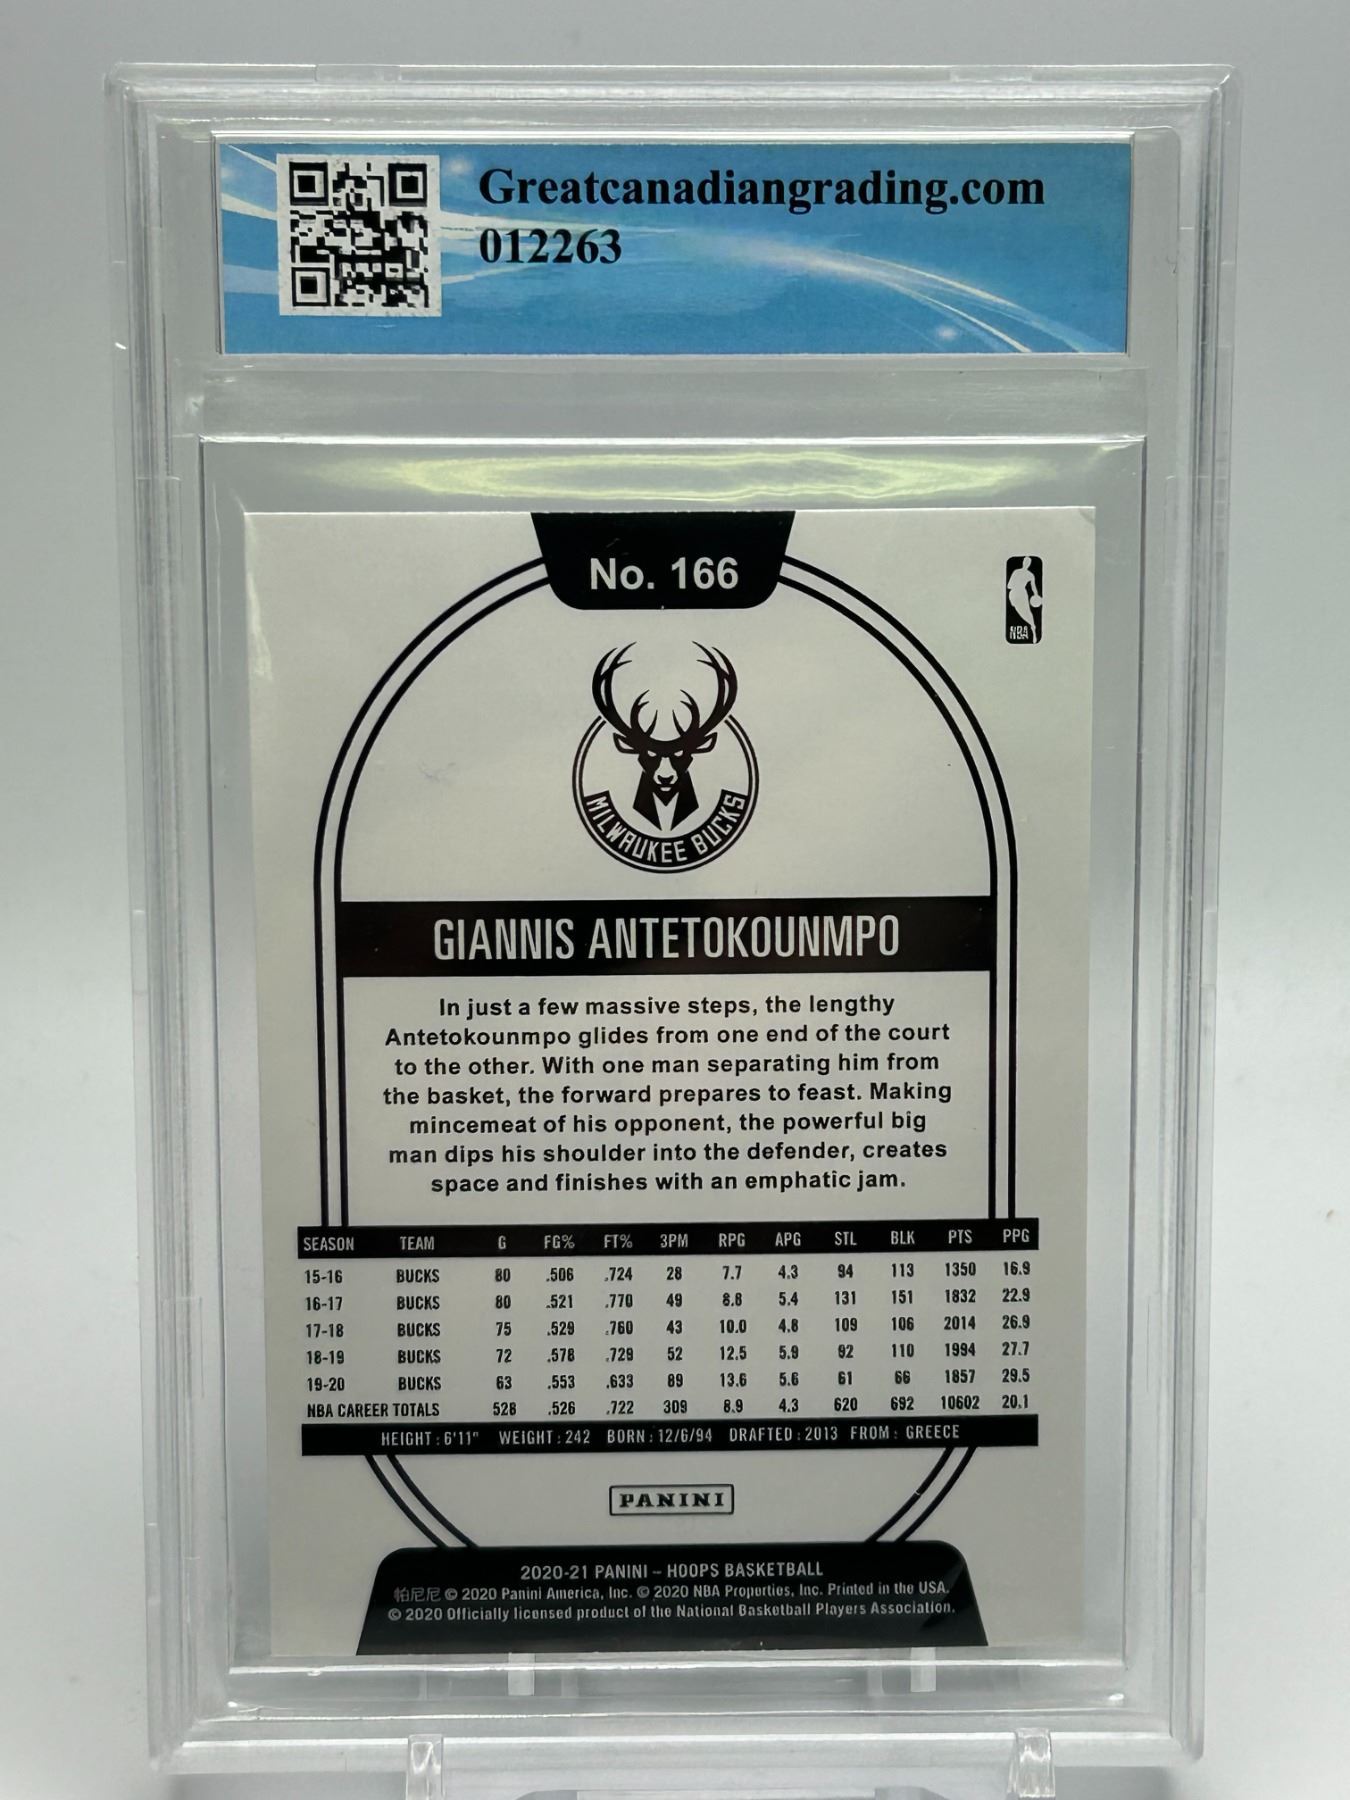 Greatcanadiangrading.com
012263
No. 166
NBA
MILWAUKEE BUCKS
GIANNIS ANTETOKOUNMPO
In just a few massive steps, the lengthy
Antetokounmpo glides from one end of the court
to the other. With one man separating him from
the basket, the forward prepares to feast. Making
mincemeat of his opponent, the powerful big
man dips his shoulder into the defender, creates
space and finishes with an emphatic jam.
SEASON TEAM G FG% FT% 3PM RPG APG STL BLK PTS PPG
15-16 BUCKS 80 .506 .724 28 7.7 4.3 94 113 1350 16.9
16-17 BUCKS 80 .521 .770 49 8.8 5.4 131 151 1832 22.9
17-18 BUCKS 75 .529 .760 43 10.0 4.8 109 106 2014 26.9
18-19 BUCKS 72 .578 .729 52 12.5 5.9 92 110 1994 27.7
19-20 BUCKS 63 .553 .633 89 13.6 5.6 61 66 1857 29.5
NBA CAREER TOTALS 528 .526 .722 309 8.9 4.3 620 692 10602 20.1
HEIGHT : 6'11" WEIGHT : 242 BORN : 12/6/94 DRAFTED : 2013 FROM : GREECE
PANINI
2020-21 PANINI – HOOPS BASKETBALL
帕尼尼 © 2020 Panini America, Inc. © 2020 NBA Properties, Inc. Printed in the USA.
© 2020 Officially licensed product of the National Basketball Players Association.